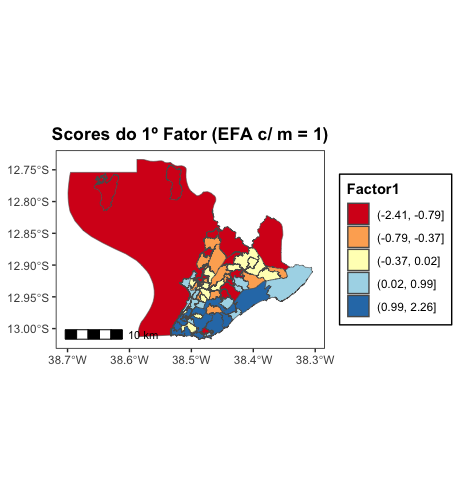 Scores do 1º Fator (EFA c/ m = 1)
12.75°S
12.80°S
12.85°S
12.90°S
12.95°S
13.00°S
10 km
38.7°W
38.6°W
38.5°W
38.4°W
38.3°W
Factor1
(-2.41, -0.79]
(-0.79, -0.37]
(-0.37, 0.02]
(0.02, 0.99]
(0.99, 2.26]